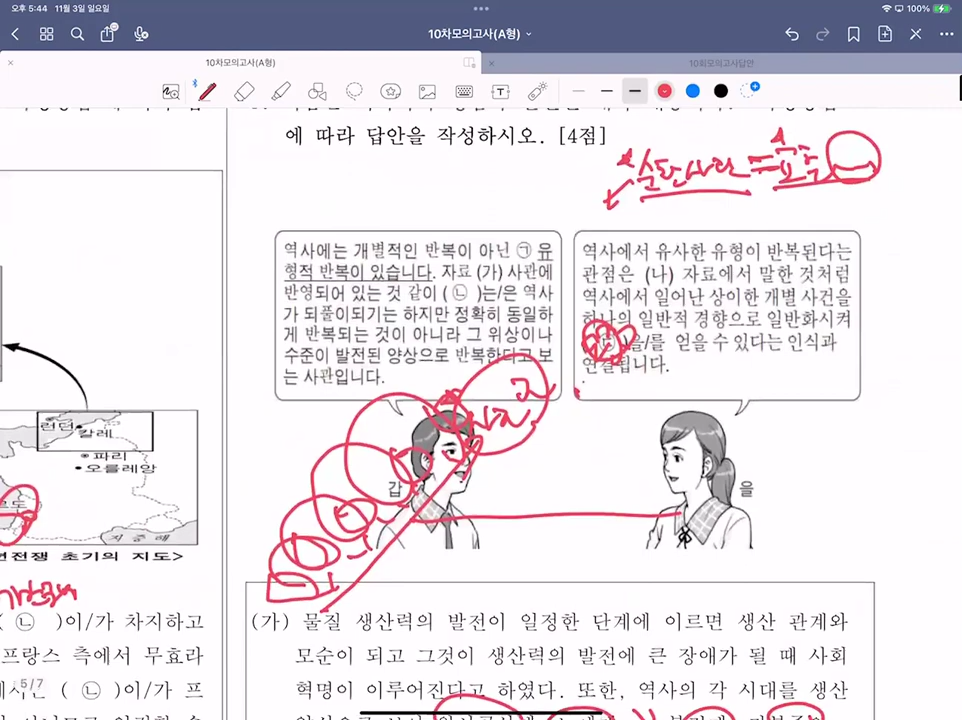 오후 5:44 11월 3일 일요일
100%
10차모의고사(A형)
10차모의고사(A형)
10회모의고사답안
에 따라 답안을 작성하시오. [4점]
순환사관
역사에는 개별적인 반복이 아닌 ㉠ 유
형적 반복이 있습니다. 자료 (가) 사관에
반영되어 있는 것 같이 ( ㉡ )는/은 역사
가 되풀이되기는 하지만 정확히 동일하
게 반복되는 것이 아니라 그 위상이나
수준이 발전된 양상으로 반복한다고 보
는 사관입니다.
역사에서 유사한 유형이 반복된다는
관점은 (나) 자료에서 말한 것처럼
역사에서 일어난 상이한 개별 사건을
하나의 일반적 경향으로 일반화시켜
)을/를 얻을 수 있다는 인식과
연결됩니다.
갑
을
런던
칼레
파리
오를레앙
지중해
전쟁 초기의 지도>
( ㉡ )이/가 차지하고
프랑스 측에서 무효라
( ㉡ )이/가 프
5/7
(가) 물질 생산력의 발전이 일정한 단계에 이르면 생산 관계와
모순이 되고 그것이 생산력의 발전에 큰 장애가 될 때 사회
혁명이 이루어진다고 하였다. 또한, 역사의 각 시대를 생산